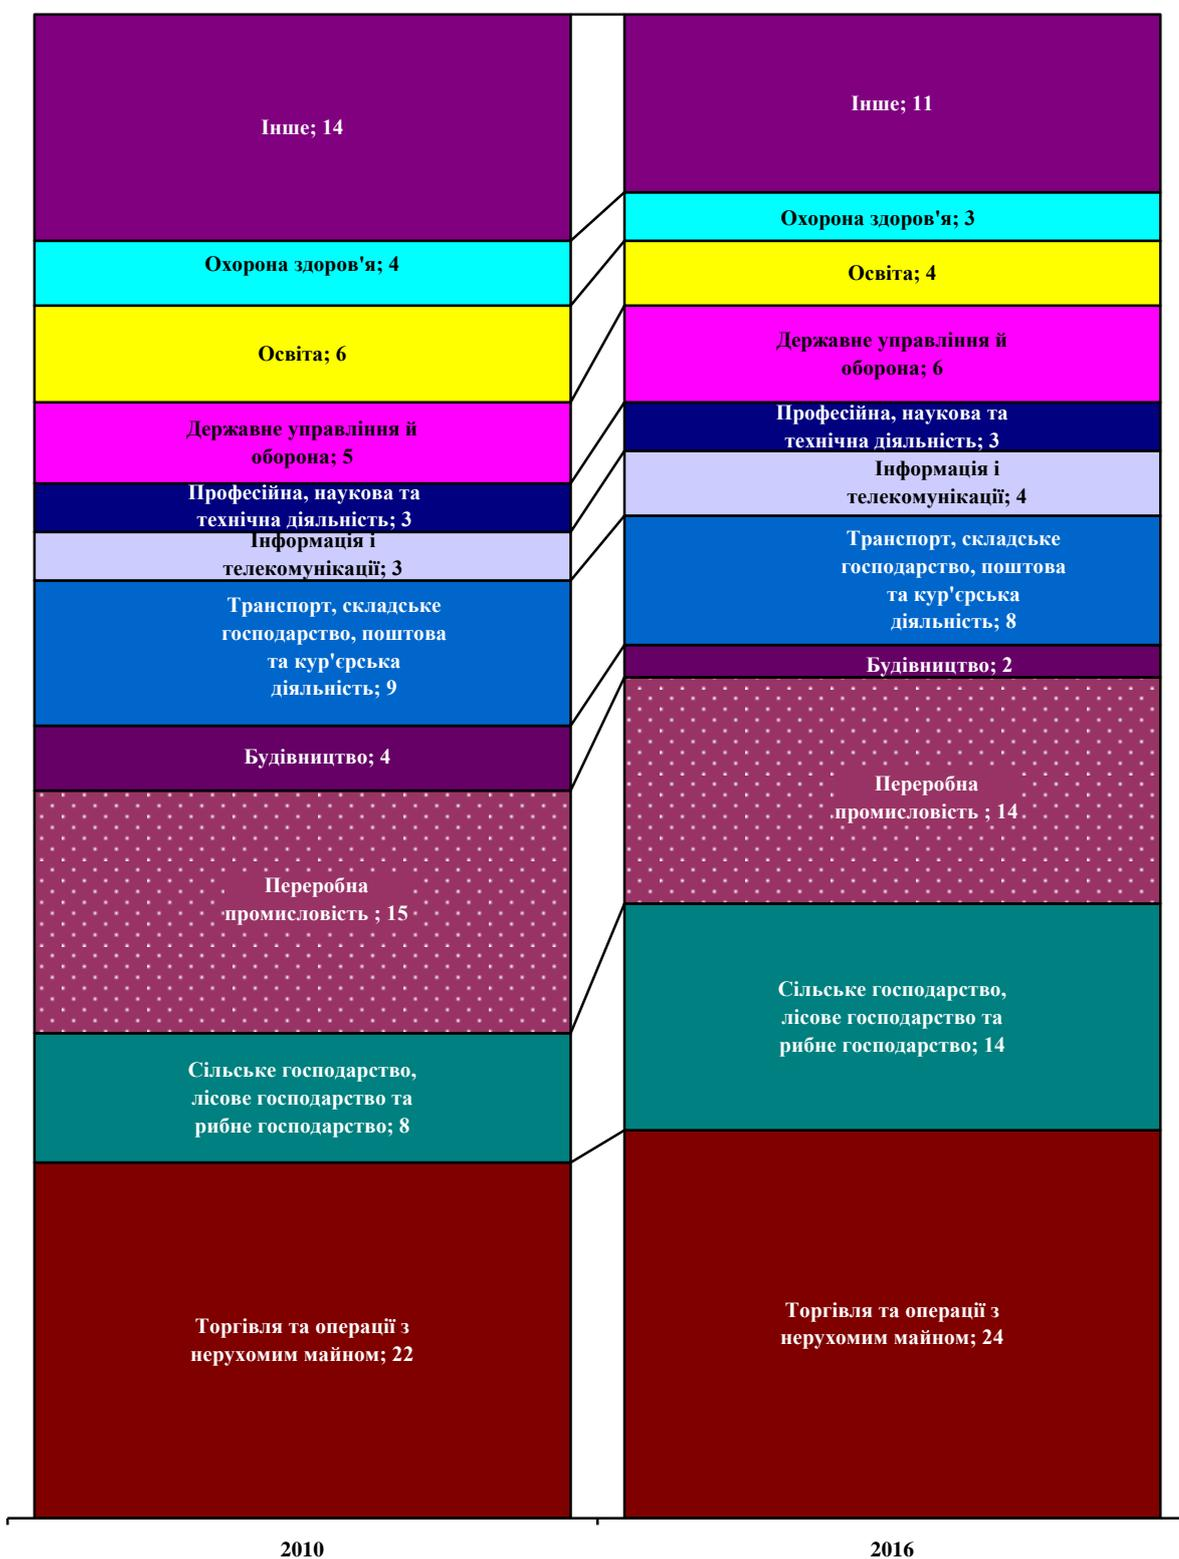 Інше; 14
Охорона здоров'я; 4
Освіта; 6
Державне управління й
оборона; 5
Професійна, наукова та
технічна діяльність; 3
Інформація і
телекомунікації; 3
Транспорт, складське
господарство, поштова
та кур'єрська
діяльність; 9
Будівництво; 4
Переробна
промисловість ; 15
Сільське господарство,
лісове господарство та
рибне господарство; 8
Торгівля та операції з
нерухомим майном; 22
2010
Інше; 11
Охорона здоров'я; 3
Освіта; 4
Державне управління й
оборона; 6
Професійна, наукова та
технічна діяльність; 3
Інформація і
телекомунікації; 4
Транспорт, складське
господарство, поштова
та кур'єрська
діяльність; 8
Будівництво; 2
Переробна
промисловість ; 14
Сільське господарство,
лісове господарство та
рибне господарство; 14
Торгівля та операції з
нерухомим майном; 24
2016